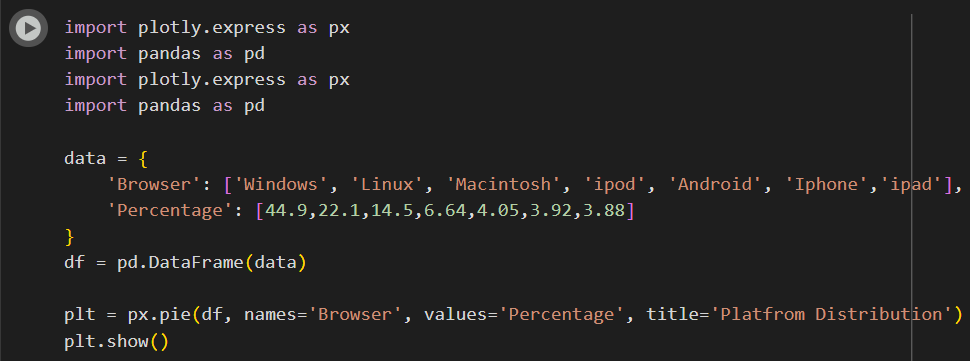 import plotly.express as px
import pandas as pd
import plotly.express as px
import pandas as pd
data = {
'Browser': ['Windows', 'Linux', 'Macintosh', 'ipod', 'Android', 'Iphone','ipad'],
'Percentage': [44.9,22.1,14.5,6.64,4.05,3.92,3.88]
}
df = pd.DataFrame(data)
plt = px.pie(df, names='Browser', values='Percentage', title='Platfrom Distribution')
plt.show()